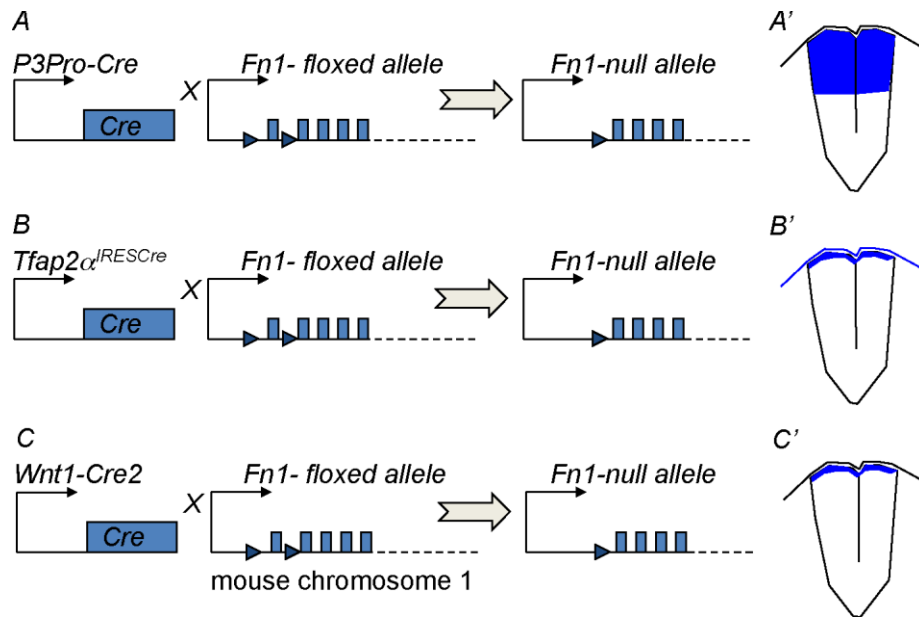 A A’
P3Pro-Cre Fn1- floxed allele Fn1-null allele
X
Cre
B B’
Tfap2α^IRESCre Fn1- floxed allele Fn1-null allele
X
Cre
C C’
Wnt1-Cre2 Fn1- floxed allele Fn1-null allele
X
Cre
mouse chromosome 1